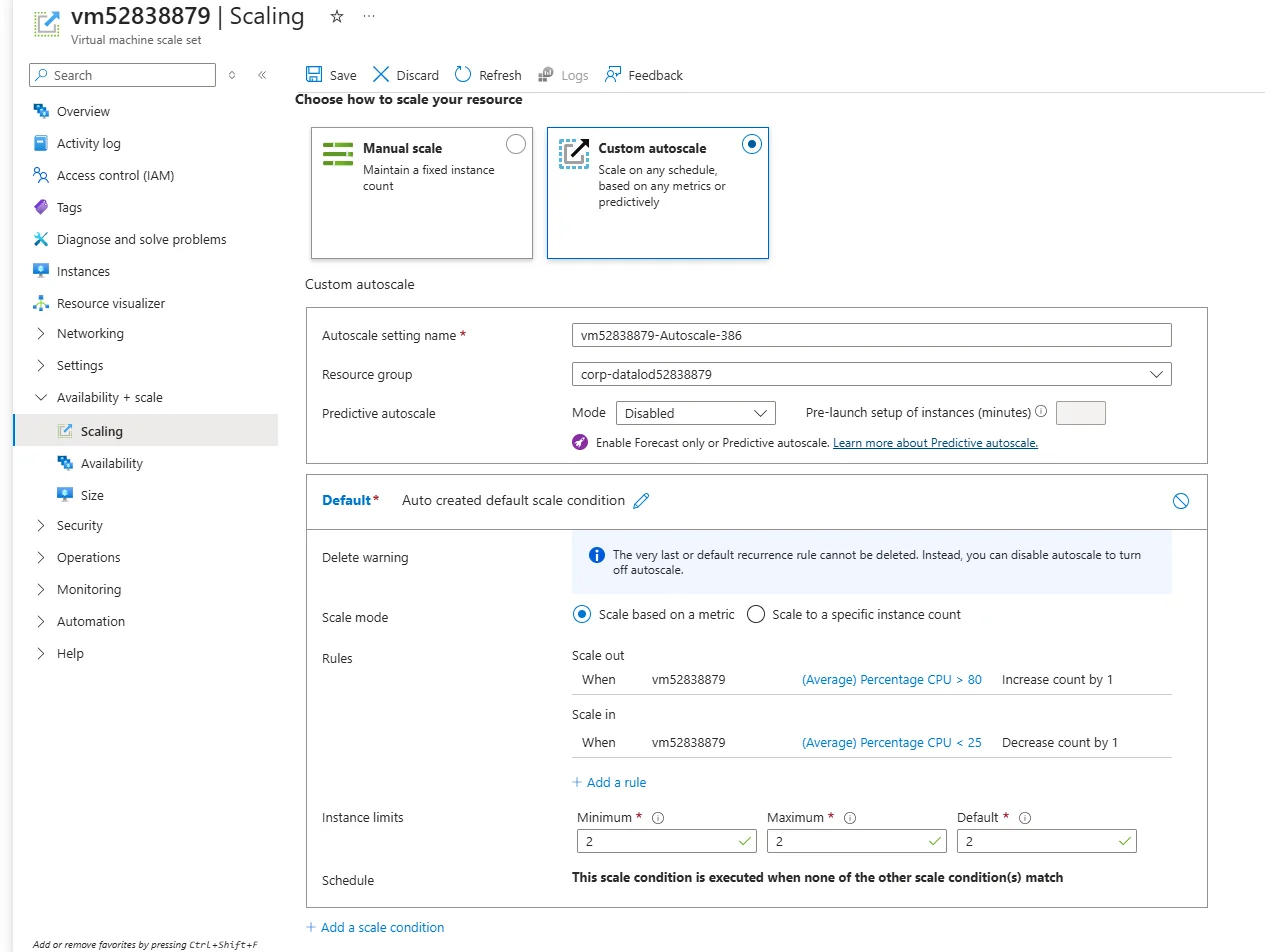 vm52838879 | Scaling
Virtual machine scale set
Search
Overview
Activity log
Access control (IAM)
Tags
Diagnose and solve problems
Instances
Resource visualizer
Networking
Settings
Availability + scale
Scaling
Availability
Size
Security
Operations
Monitoring
Automation
Help
Add or remove favorites by pressing Ctrl+Shift+F
Save Discard Refresh Logs Feedback
Choose how to scale your resource
Manual scale
Maintain a fixed instance
count
Custom autoscale
Scale on any schedule,
based on any metrics or
predictively
Custom autoscale
Autoscale setting name * vm52838879-Autoscale-386
Resource group corp-datalod52838879
Predictive autoscale Mode Disabled Pre-launch setup of instances (minutes)
Enable Forecast only or Predictive autoscale. Learn more about Predictive autoscale.
Default* Auto created default scale condition
Delete warning
The very last or default recurrence rule cannot be deleted. Instead, you can disable autoscale to turn
off autoscale.
Scale mode Scale based on a metric Scale to a specific instance count
Rules
Scale out
When vm52838879 (Average) Percentage CPU > 80 Increase count by 1
Scale in
When vm52838879 (Average) Percentage CPU < 25 Decrease count by 1
+ Add a rule
Instance limits
Minimum * Maximum * Default *
2 2 2
Schedule This scale condition is executed when none of the other scale condition(s) match
+ Add a scale condition